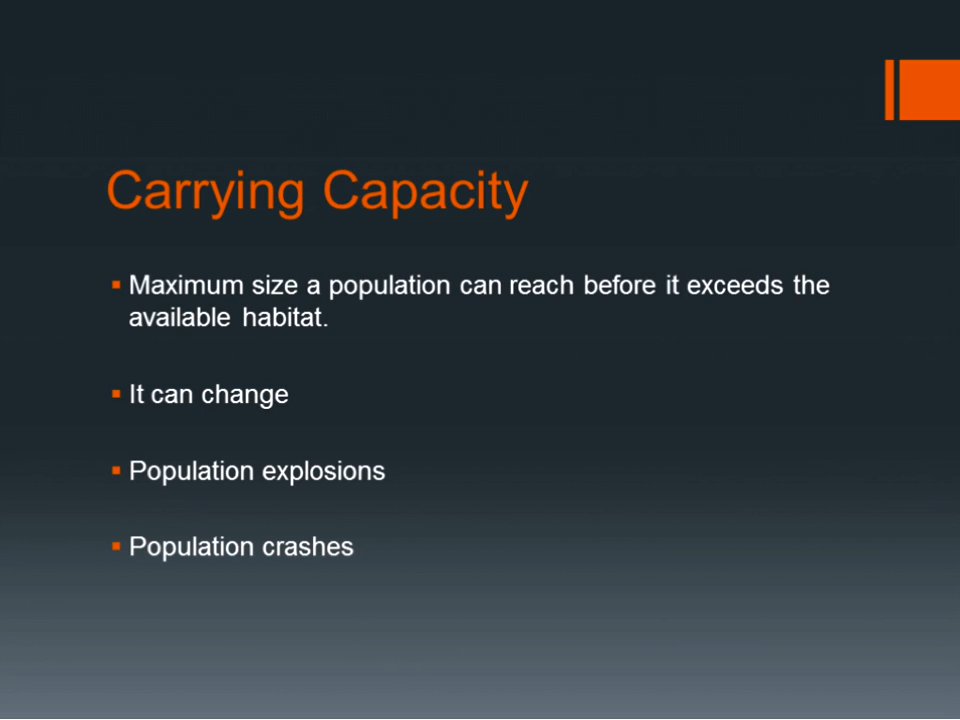 Carrying Capacity
Maximum size a population can reach before it exceeds the
available habitat.
It can change
Population explosions
Population crashes